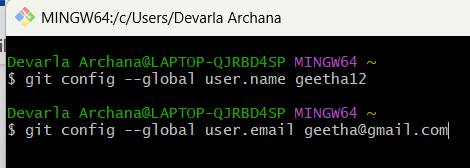 MINGW64:/c/Users/Devarla Archana
Devarla Archana@LAPTOP-QJRBD4SP MINGW64 ~
$ git config --global user.name geetha12
Devarla Archana@LAPTOP-QJRBD4SP MINGW64 ~
$ git config --global user.email geetha@gmail.com